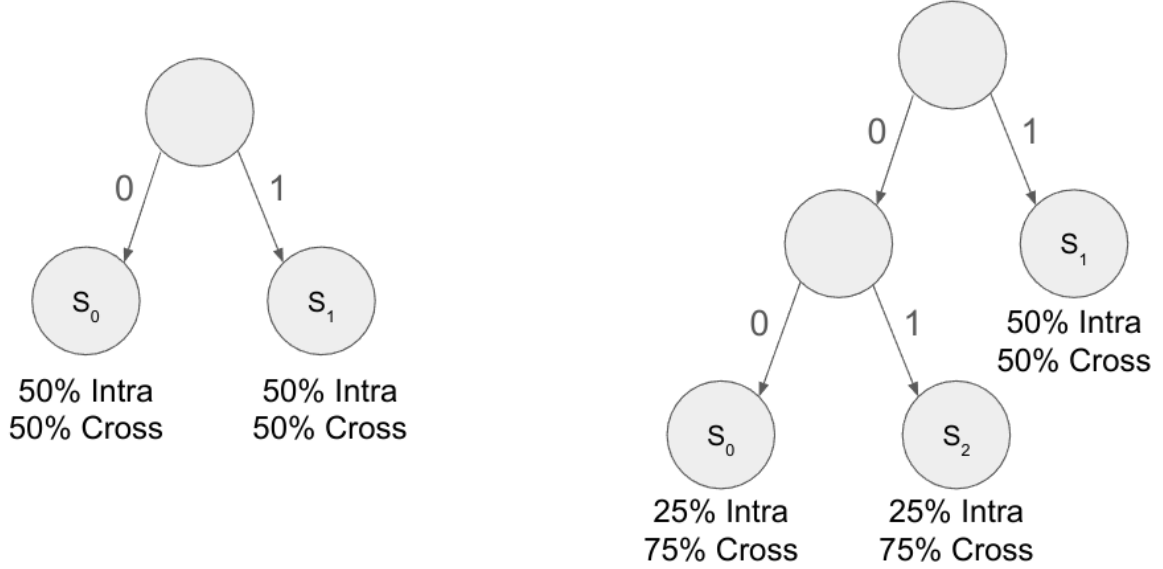 0
1
S₀
S₁
50% Intra
50% Cross
50% Intra
50% Cross
0
1
0
1
S₁
50% Intra
50% Cross
S₀
S₂
25% Intra
75% Cross
25% Intra
75% Cross